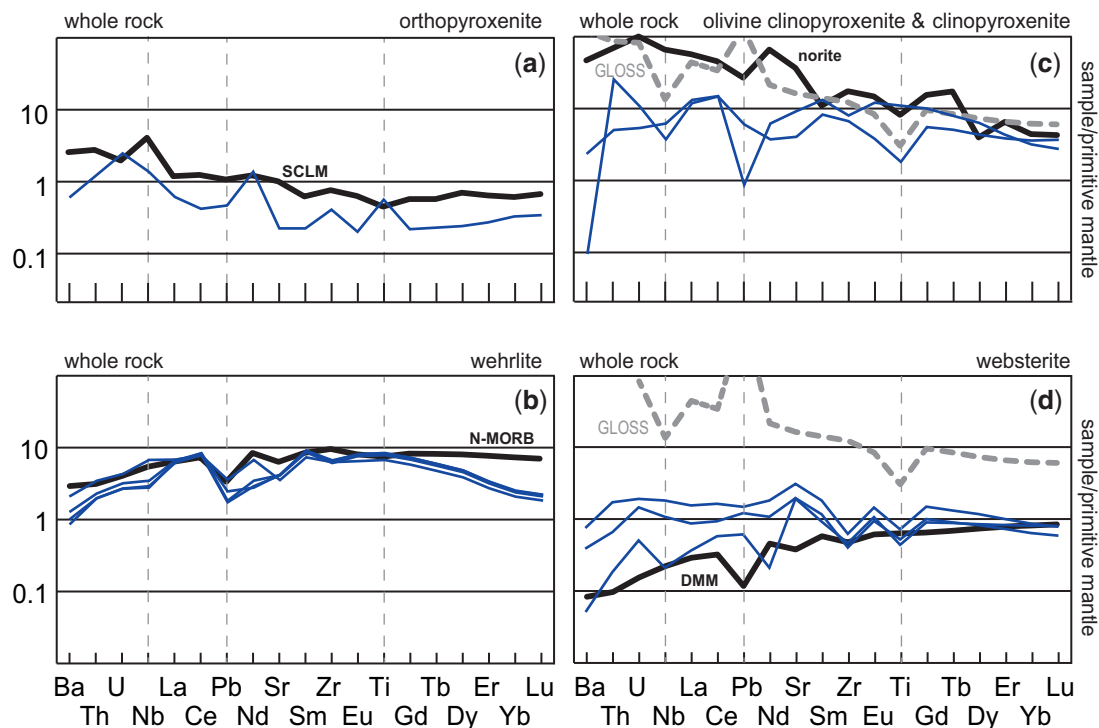 whole rock orthopyroxenite
(a)
10
1
0.1
SCLM
whole rock olivine clinopyroxenite & clinopyroxenite
(c)
norite
GLOSS
sample/primitive mantle
whole rock wehrlite
(b)
10
1
0.1
N-MORB
whole rock websterite
(d)
GLOSS
DMM
sample/primitive mantle
Ba U La Pb Sr Zr Ti Tb Er Lu
Th Nb Ce Nd Sm Eu Gd Dy Yb
Ba U La Pb Sr Zr Ti Tb Er Lu
Th Nb Ce Nd Sm Eu Gd Dy Yb